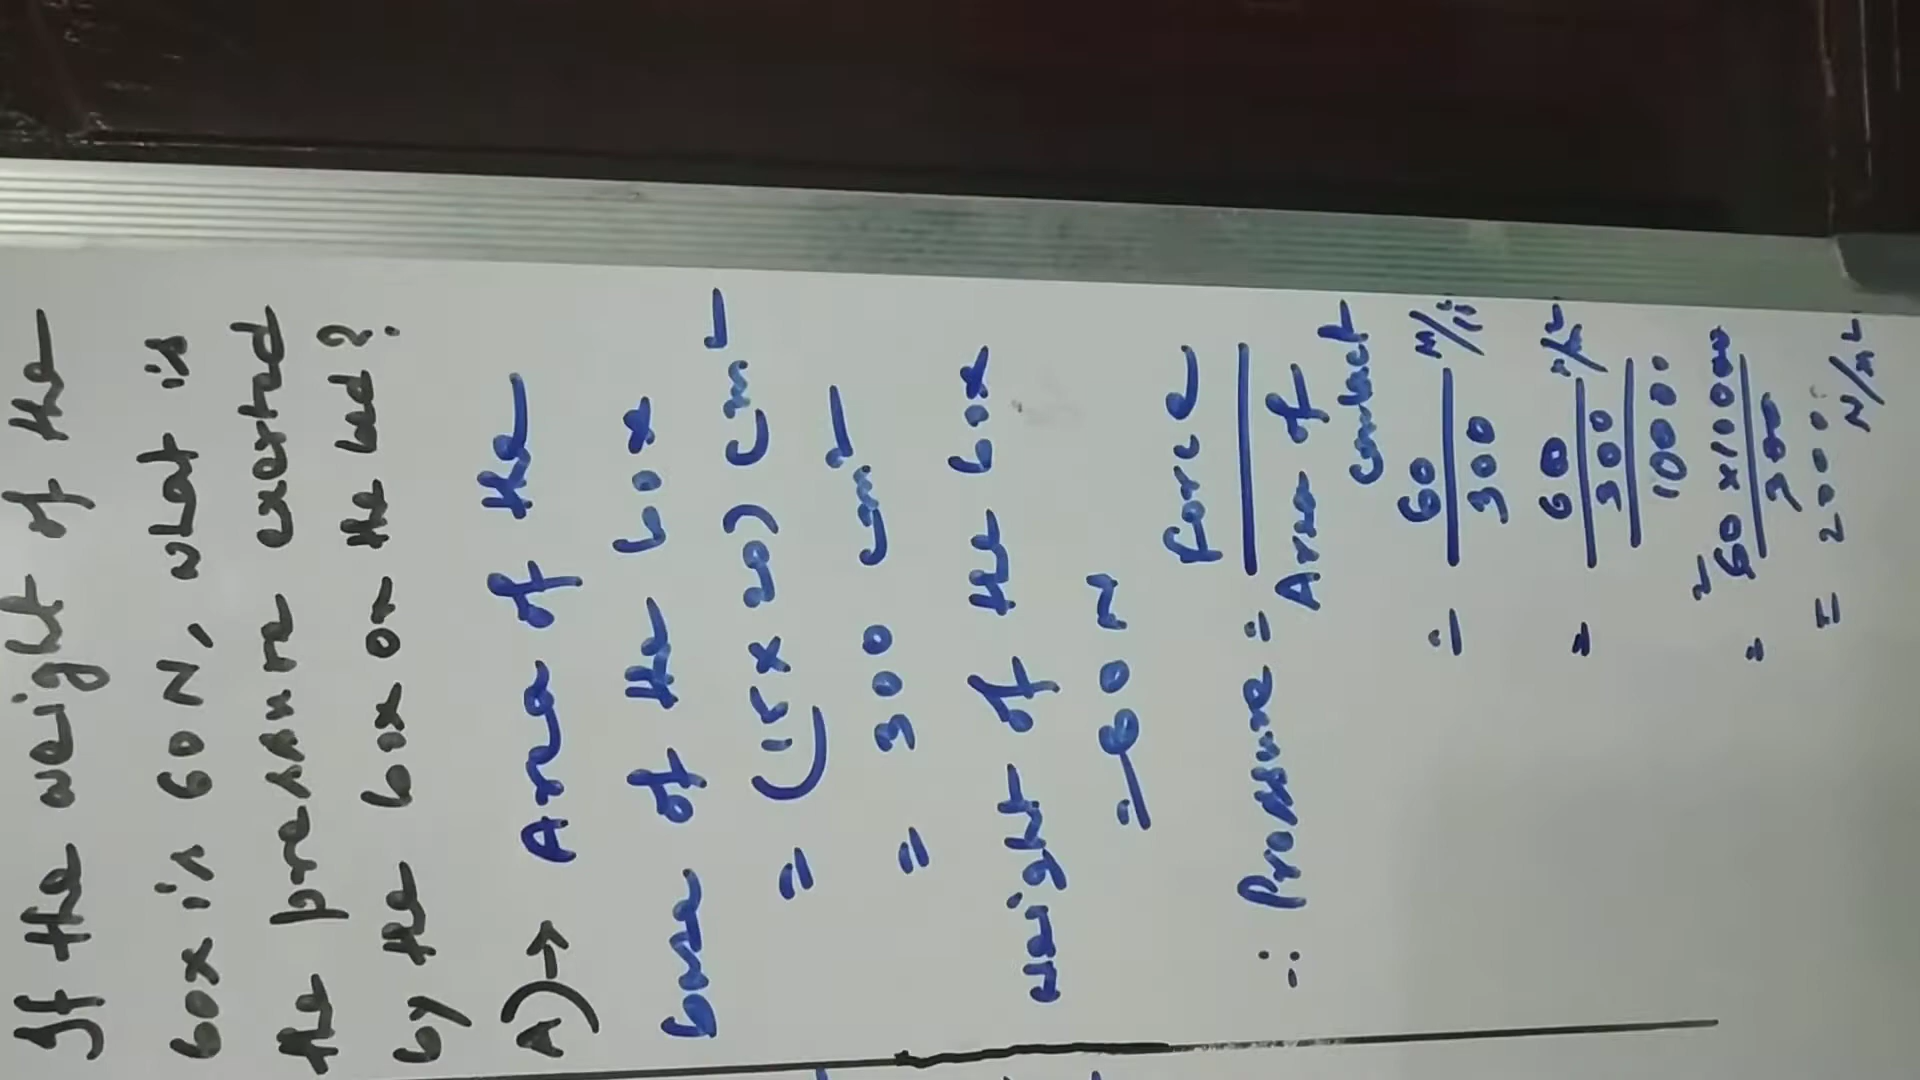 If the weight of the
box is 60 N, what is
the pressure exerted
by the box on the bed?
A)→ Area of the
base of the box
= (15 x 20) cm²
= 300 cm²
weight of the box
= 60 N
∴ Pressure = Force
Area of
contact
= 60
300
= 60
300
10000
= 60 x 10000
300
2
= 2000
N/m²